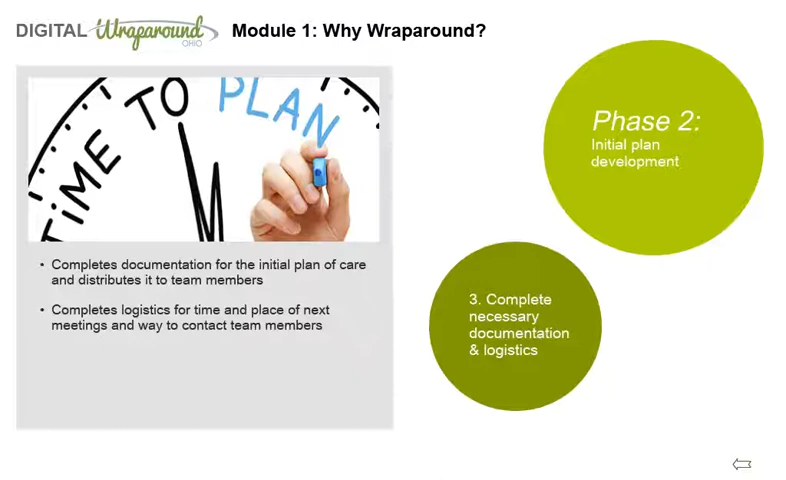 DIGITAL Wraparound OHIO
Module 1: Why Wraparound?
TiME TO PLAN
• Completes documentation for the initial plan of care
and distributes it to team members
• Completes logistics for time and place of next
meetings and way to contact team members
Phase 2:
Initial plan
development
3. Complete
necessary
documentation
& logistics